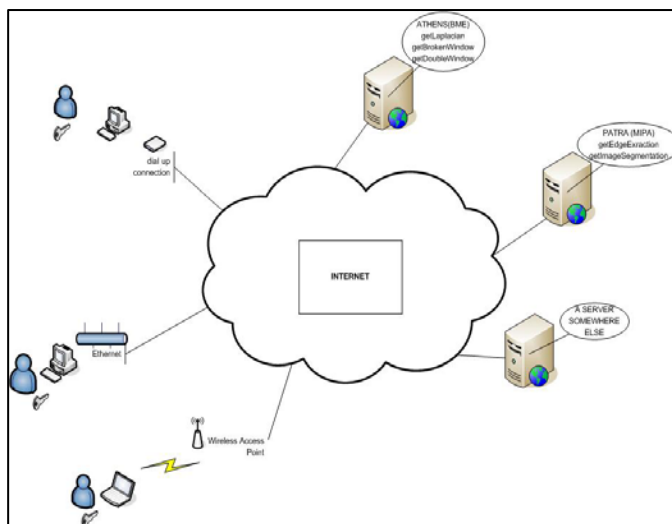 ATHENS(BME)
getLaplacian
getBrokenWindow
getDoubleWindow
PATRA (MIPA)
getEdgeExraction
getImageSegmentation
dial up
connection
INTERNET
A SERVER
SOMEWHERE
ELSE
Ethernet
Wireless Access
Point